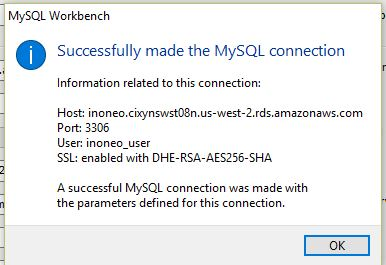 MySQL Workbench
Successfully made the MySQL connection
Information related to this connection:
Host: inoneo.cixynswst08n.us-west-2.rds.amazonaws.com
Port: 3306
User: inoneo_user
SSL: enabled with DHE-RSA-AES256-SHA
A successful MySQL connection was made with
the parameters defined for this connection.
OK